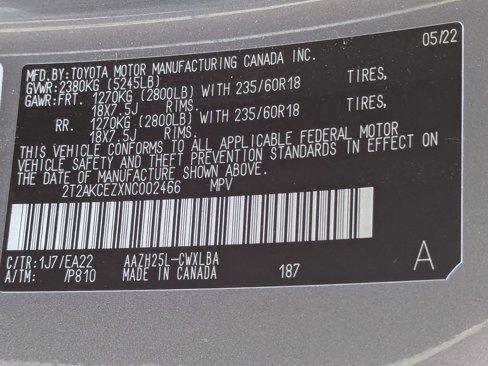 MFD.BY:TOYOTA MOTOR MANUFACTURING CANADA INC. 05/22
GVWR:2380KG (5245LB)
GAWR:FRT. 1270KG (2800LB) WITH 235/60R18 TIRES,
18X7.5J RIMS.
RR. 1270KG (2800LB) WITH 235/60R18 TIRES,
18X7.5J RIMS.
THIS VEHICLE CONFORMS TO ALL APPLICABLE FEDERAL MOTOR
VEHICLE SAFETY AND THEFT PREVENTION STANDARDS IN EFFECT ON
THE DATE OF MANUFACTURE SHOWN ABOVE.
2T2AKCEZXNC002466 MPV
C/TR:1J7/EA22 AAZH25L-CWXLBA
A/TM: /P810 MADE IN CANADA 187 A